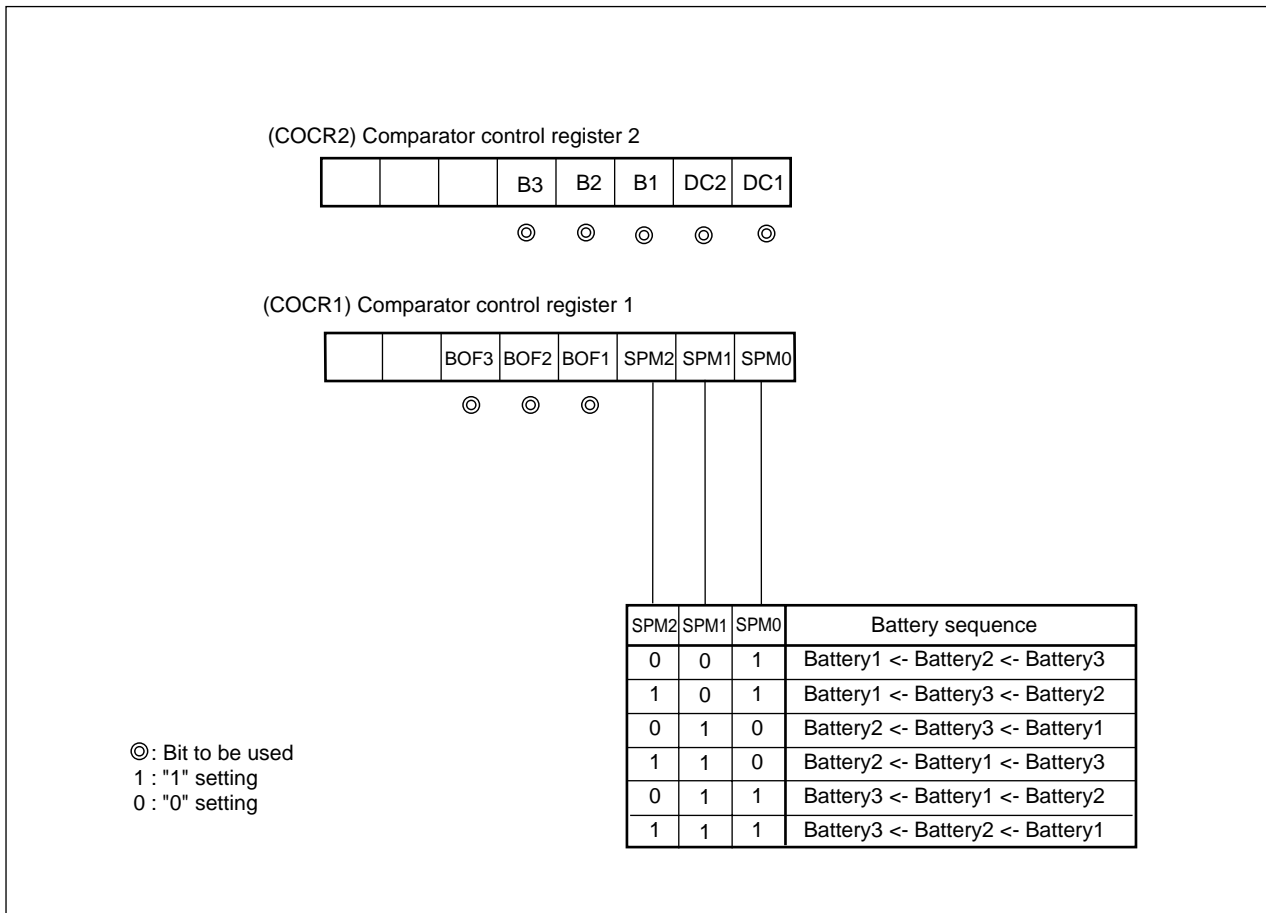 (COCR2) Comparator control register 2
B3 B2 B1 DC2 DC1
◎ ◎ ◎ ◎ ◎
(COCR1) Comparator control register 1
BOF3 BOF2 BOF1 SPM2 SPM1 SPM0
◎ ◎ ◎
SPM2 SPM1 SPM0 Battery sequence
0 0 1 Battery1 <- Battery2 <- Battery3
1 0 1 Battery1 <- Battery3 <- Battery2
0 1 0 Battery2 <- Battery3 <- Battery1
1 1 0 Battery2 <- Battery1 <- Battery3
0 1 1 Battery3 <- Battery1 <- Battery2
1 1 1 Battery3 <- Battery2 <- Battery1
◎: Bit to be used
1 : "1" setting
0 : "0" setting